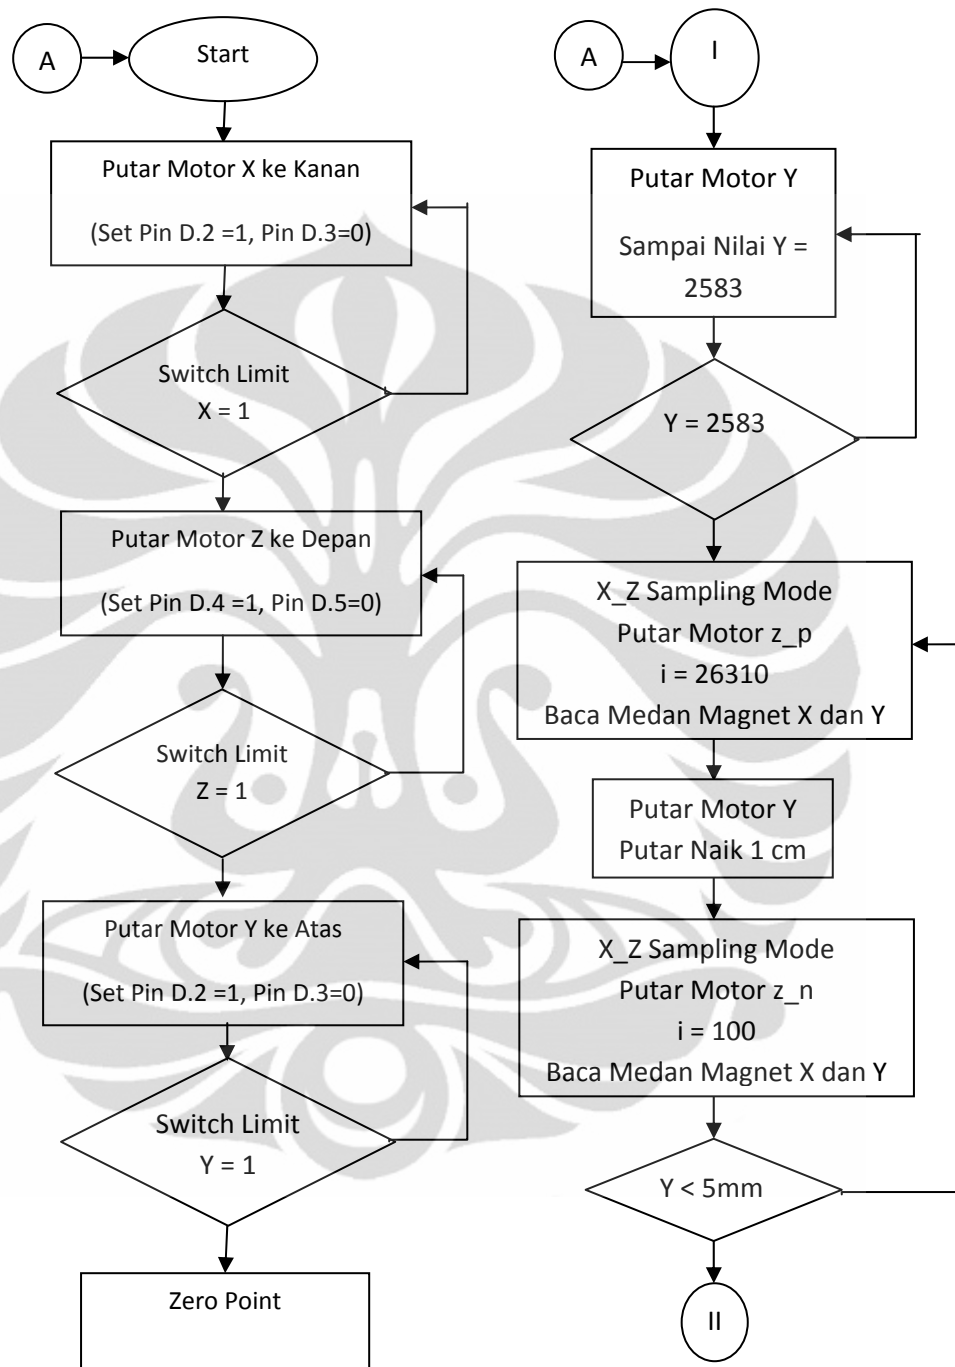 A
Start
Putar Motor X ke Kanan
(Set Pin D.2 =1, Pin D.3=0)
Switch Limit
X = 1
Putar Motor Z ke Depan
(Set Pin D.4 =1, Pin D.5=0)
Switch Limit
Z = 1
Putar Motor Y ke Atas
(Set Pin D.2 =1, Pin D.3=0)
Switch Limit
Y = 1
Zero Point
A
I
Putar Motor Y
Sampai Nilai Y =
2583
Y = 2583
X_Z Sampling Mode
Putar Motor z_p
i = 26310
Baca Medan Magnet X dan Y
Putar Motor Y
Putar Naik 1 cm
X_Z Sampling Mode
Putar Motor z_n
i = 100
Baca Medan Magnet X dan Y
Y < 5mm
II